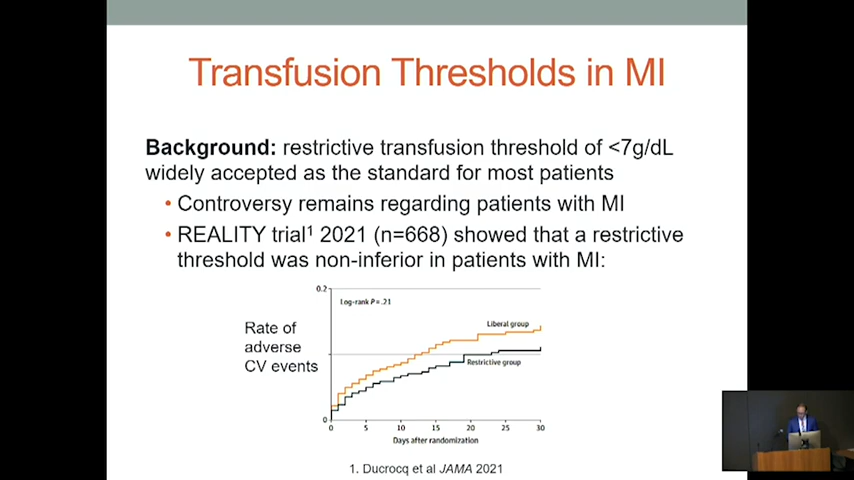 Transfusion Thresholds in MI
Background: restrictive transfusion threshold of <7g/dL
widely accepted as the standard for most patients
• Controversy remains regarding patients with MI
• REALITY trial¹ 2021 (n=668) showed that a restrictive
threshold was non-inferior in patients with MI:
0.2
Log-rank P = .21
Liberal group
Rate of
adverse
CV events
Restrictive group
0
0 5 10 15 20 25 30
Days after randomization
1. Ducrocq et al JAMA 2021